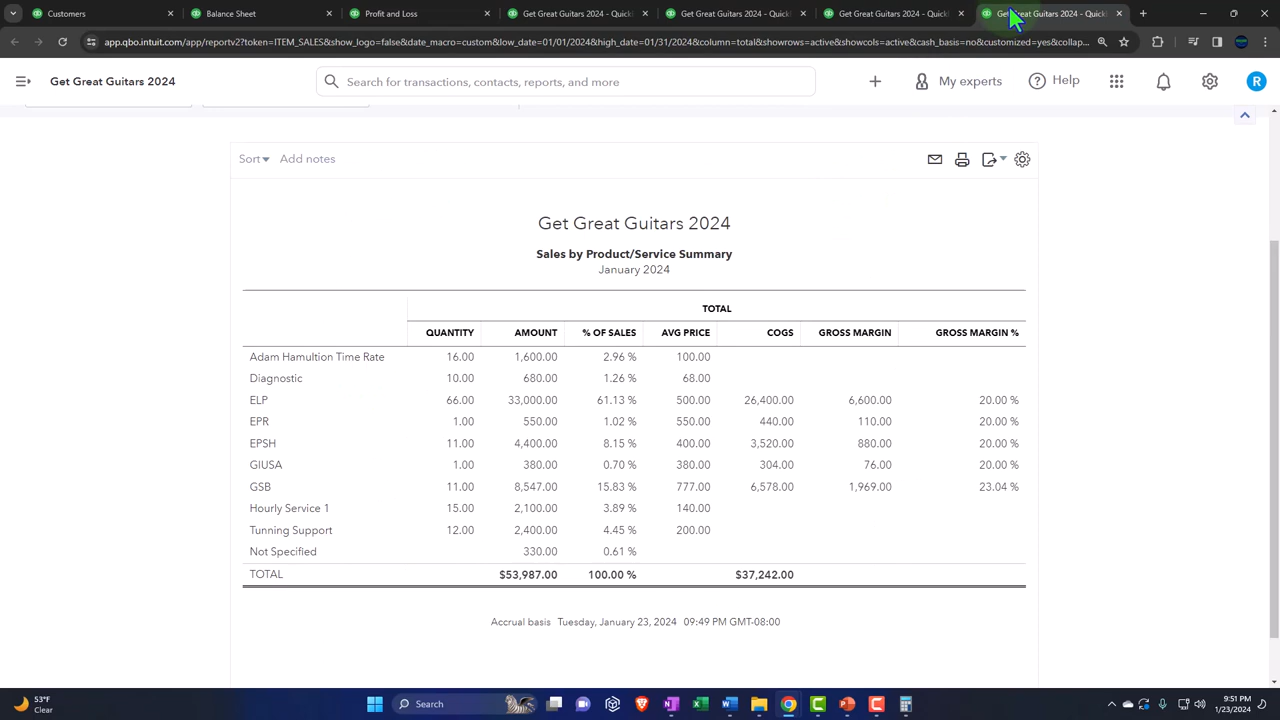 Quickbooks
Balance Sheet
Profit and Loss
Get Great Guitars 2024 - Quick
Get Great Guitars 2024 - Quick
Get Great Guitars 2024 - Quick
Get Great Guitars 2024 - Quick
app.qbo.intuit.com/app/reportv2?token=ITEM_SALES&show_logo=false&date_macro=custom&low_date=01/01/2024&high_date=01/31/2024&column=total&showrows=active&showcols=active&cash_basis=no&customized=yes&collap...
Get Great Guitars 2024
Search for transactions, contacts, reports, and more
My experts
Help
R
Sort
Add notes
Get Great Guitars 2024
Sales by Product/Service Summary
January 2024
TOTAL
QUANTITY AMOUNT % OF SALES AVG PRICE COGS GROSS MARGIN GROSS MARGIN %
Adam Hamultion Time Rate 16.00 1,600.00 2.96 % 100.00
Diagnostic 10.00 680.00 1.26 % 68.00
ELP 66.00 33,000.00 61.13 % 500.00 26,400.00 6,600.00 20.00 %
EPR 1.00 550.00 1.02 % 550.00 440.00 110.00 20.00 %
EPSH 11.00 4,400.00 8.15 % 400.00 3,520.00 880.00 20.00 %
GIUSA 1.00 380.00 0.70 % 380.00 304.00 76.00 20.00 %
GSB 11.00 8,547.00 15.83 % 777.00 6,578.00 1,969.00 23.04 %
Hourly Service 1 15.00 2,100.00 3.89 % 140.00
Tunning Support 12.00 2,400.00 4.45 % 200.00
Not Specified 330.00 0.61 %
TOTAL $53,987.00 100.00 % $37,242.00
Accrual basis Tuesday, January 23, 2024 09:49 PM GMT-08:00
53°F
Clear
Search
9:51 PM
1/23/2024